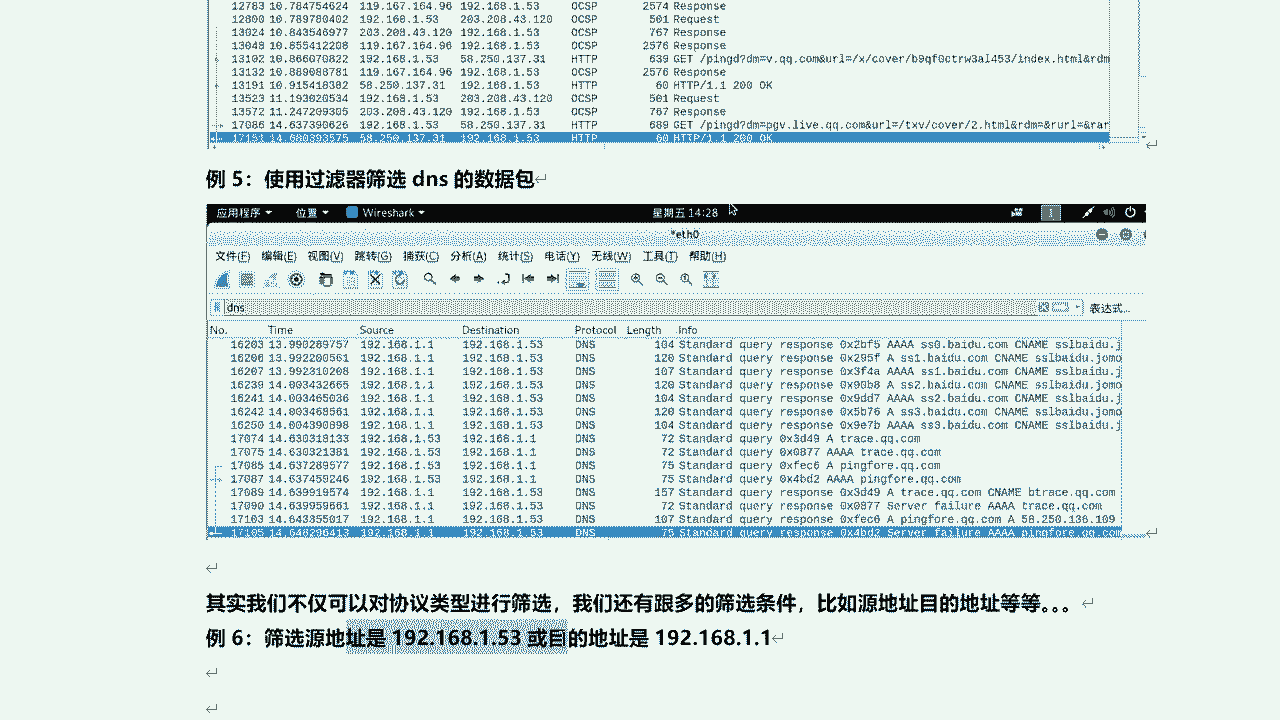 12783 10.784754624 119.167.164.96 192.168.1.53 OCSP 2574 Response
12800 10.789780402 192.168.1.53 203.208.43.120 OCSP 501 Request
13024 10.843546977 203.208.43.120 192.168.1.53 OCSP 767 Response
13048 10.855412208 119.167.164.96 192.168.1.53 OCSP 2576 Response
13102 10.866070822 192.168.1.53 58.250.137.31 HTTP 639 GET /pingd?dm=v.qq.com&url=/x/cover/b9qf0ctrw3al453/index.html&rdm
13132 10.889088781 119.167.164.96 192.168.1.53 OCSP 2576 Response
13191 10.915418382 58.250.137.31 192.168.1.53 HTTP 60 HTTP/1.1 200 OK
13523 11.193020534 192.168.1.53 203.208.43.120 OCSP 501 Request
13572 11.247209305 203.208.43.120 192.168.1.53 OCSP 767 Response
17086 14.637390626 192.168.1.53 58.250.137.31 HTTP 689 GET /pingd?dm=pgv.live.qq.com&url=/txv/cover/2.html&rdm=&rurl=&rar
17151 14.680393575 58.250.137.31 192.168.1.53 HTTP 60 HTTP/1.1 200 OK
例 5：使用过滤器筛选 dns 的数据包
应用程序 位置 Wireshark 星期五 14:28
*eth0
文件(F) 编辑(E) 视图(V) 跳转(G) 捕获(C) 分析(A) 统计(S) 电话(Y) 无线(W) 工具(T) 帮助(H)
dns 表达式…
No. Time Source Destination Protocol Length Info
16203 13.990289757 192.168.1.1 192.168.1.53 DNS 104 Standard query response 0x2bf5 AAAA ss0.baidu.com CNAME sslbaidu.j
16206 13.992200561 192.168.1.1 192.168.1.53 DNS 120 Standard query response 0x295f A ss1.baidu.com CNAME sslbaidu.jomo
16207 13.992310208 192.168.1.1 192.168.1.53 DNS 107 Standard query response 0x3f4a AAAA ss1.baidu.com CNAME sslbaidu.j
16239 14.003432665 192.168.1.1 192.168.1.53 DNS 120 Standard query response 0x90b8 A ss2.baidu.com CNAME sslbaidu.jomo
16241 14.003465036 192.168.1.1 192.168.1.53 DNS 104 Standard query response 0x9dd7 AAAA ss2.baidu.com CNAME sslbaidu.j
16242 14.003468561 192.168.1.1 192.168.1.53 DNS 120 Standard query response 0x5b76 A ss3.baidu.com CNAME sslbaidu.jomo
16250 14.004390898 192.168.1.1 192.168.1.53 DNS 104 Standard query response 0x9e7b AAAA ss3.baidu.com CNAME sslbaidu.j
17074 14.630318133 192.168.1.53 192.168.1.1 DNS 72 Standard query 0x3d49 A trace.qq.com
17075 14.630321381 192.168.1.53 192.168.1.1 DNS 72 Standard query 0x0877 AAAA trace.qq.com
17085 14.637289577 192.168.1.53 192.168.1.1 DNS 75 Standard query 0xfec6 A pingfore.qq.com
17087 14.637459246 192.168.1.53 192.168.1.1 DNS 75 Standard query 0x4bd2 AAAA pingfore.qq.com
17089 14.639919574 192.168.1.1 192.168.1.53 DNS 157 Standard query response 0x3d49 A trace.qq.com CNAME btrace.qq.com
17090 14.639959661 192.168.1.1 192.168.1.53 DNS 72 Standard query response 0x0877 Server failure AAAA trace.qq.com
17103 14.643355017 192.168.1.1 192.168.1.53 DNS 107 Standard query response 0xfec6 A pingfore.qq.com A 58.250.136.109
17105 14.646296413 192.168.1.1 192.168.1.53 DNS 75 Standard query response 0x4bd2 Server failure AAAA pingfore.qq.com
其实我们不仅可以对协议类型进行筛选，我们还有跟多的筛选条件，比如源地址目的地址等等。。。
例 6：筛选源地址是 192.168.1.53 或目的地址是 192.168.1.1